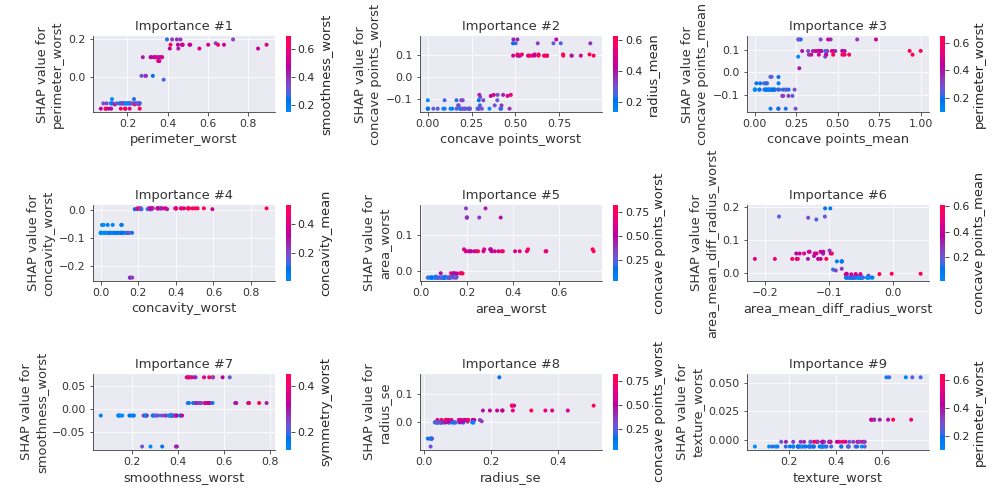 Importance #1
SHAP value for
perimeter_worst
0.2
0.0
0.2
0.4
0.6
0.8
perimeter_worst
0.6
0.4
0.2
smoothness_worst
Importance #2
SHAP value for
concave points_worst
0.1
0.0
−0.1
0.00
0.25
0.50
0.75
concave points_worst
0.6
0.4
0.2
radius_mean
Importance #3
SHAP value for
concave points_mean
0.1
0.0
−0.1
0.00
0.25
0.50
0.75
1.00
concave points_mean
0.6
0.4
0.2
perimeter_worst
Importance #4
SHAP value for
concavity_worst
0.0
−0.1
−0.2
0.0
0.2
0.4
0.6
0.8
concavity_worst
0.4
0.2
concavity_mean
Importance #5
SHAP value for
area_worst
0.1
0.0
0.0
0.2
0.4
0.6
area_worst
0.75
0.50
0.25
concave points_worst
Importance #6
SHAP value for
area_mean_diff_radius_worst
0.2
0.1
0.0
−0.2
−0.1
0.0
area_mean_diff_radius_worst
0.6
0.4
0.2
concave points_worst
Importance #7
SHAP value for
smoothness_worst
0.05
0.00
−0.05
0.2
0.4
0.6
0.8
smoothness_worst
0.4
0.2
symmetry_worst
Importance #8
SHAP value for
radius_se
0.1
0.0
0.0
0.2
0.4
radius_se
0.75
0.50
0.25
concave points_worst
Importance #9
SHAP value for
texture_worst
0.050
0.025
0.000
0.2
0.4
0.6
texture_worst
0.6
0.4
0.2
perimeter_worst